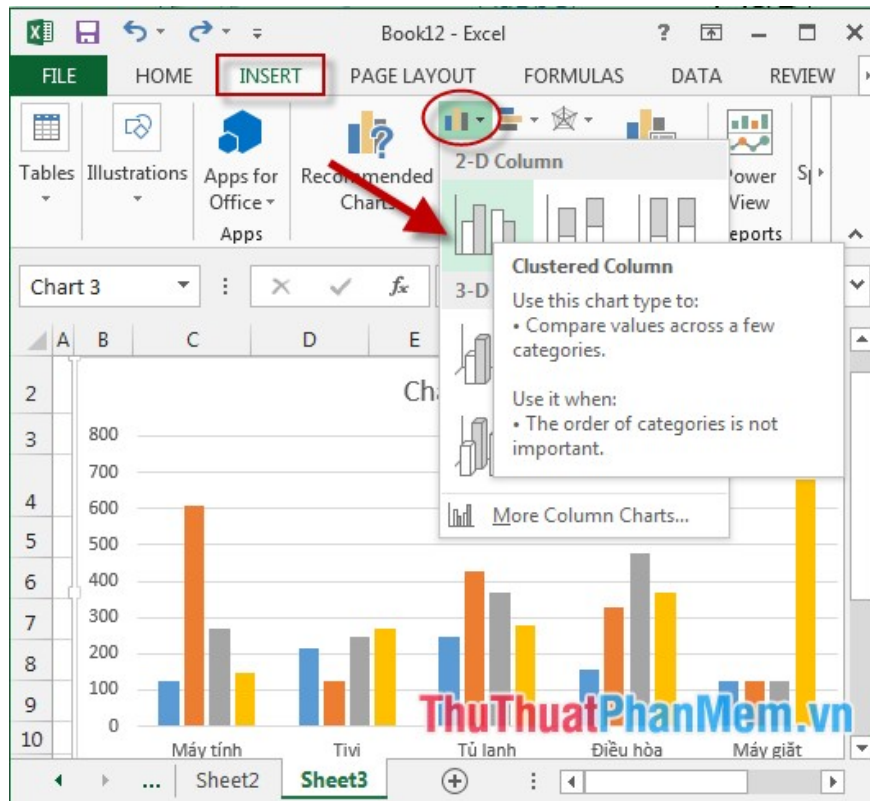 Book12 - Excel
FILE HOME INSERT PAGE LAYOUT FORMULAS DATA REVIEW
Tables
Illustrations
Apps for
Office
Apps
Recommended
Charts
View
2-D Column
3-D
Clustered Column
Use this chart type to:
• Compare values across a few
categories.
Use it when:
• The order of categories is not
important.
More Column Charts...
Chart 3
fx
A B C D E
2
3
4
5
6
7
8
9
10
800
700
600
500
400
300
200
100
0
Máy tính Tivi Tủ lạnh Điều hòa Máy giặt
ThuThuatPhanMem.vn
... Sheet2 Sheet3